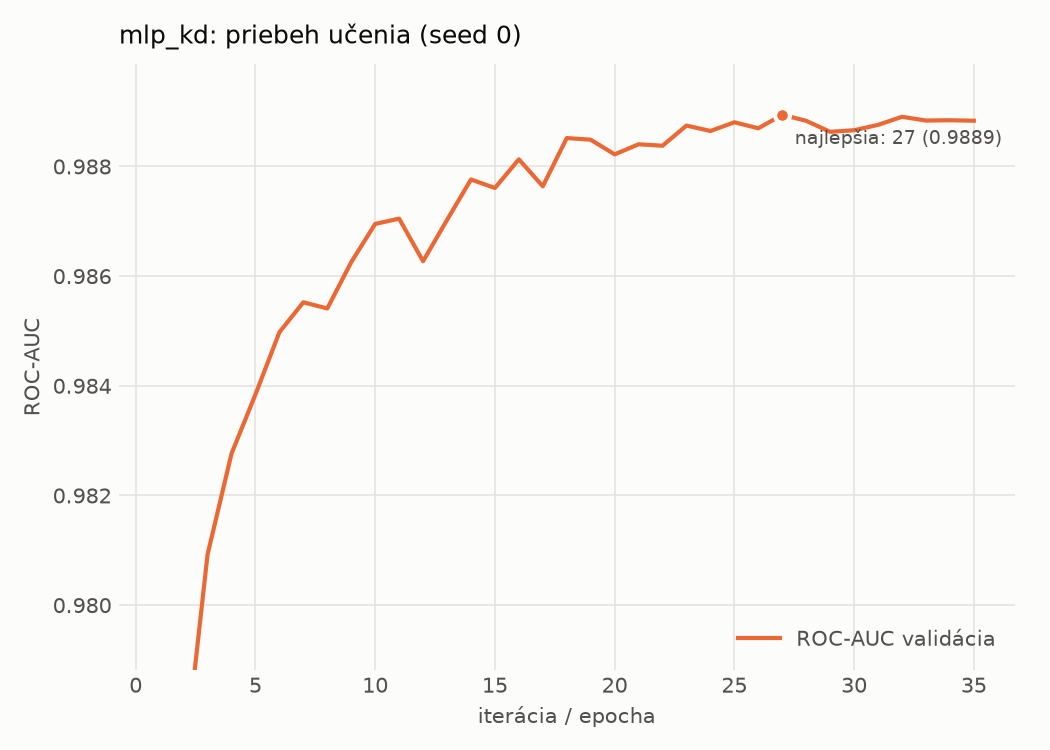 mlp_kd: priebeh učenia (seed 0)
najlepšia: 27 (0.9889)
0.988
0.986
0.984
0.982
0.980
ROC-AUC
ROC-AUC validácia
0 5 10 15 20 25 30 35
iterácia / epocha